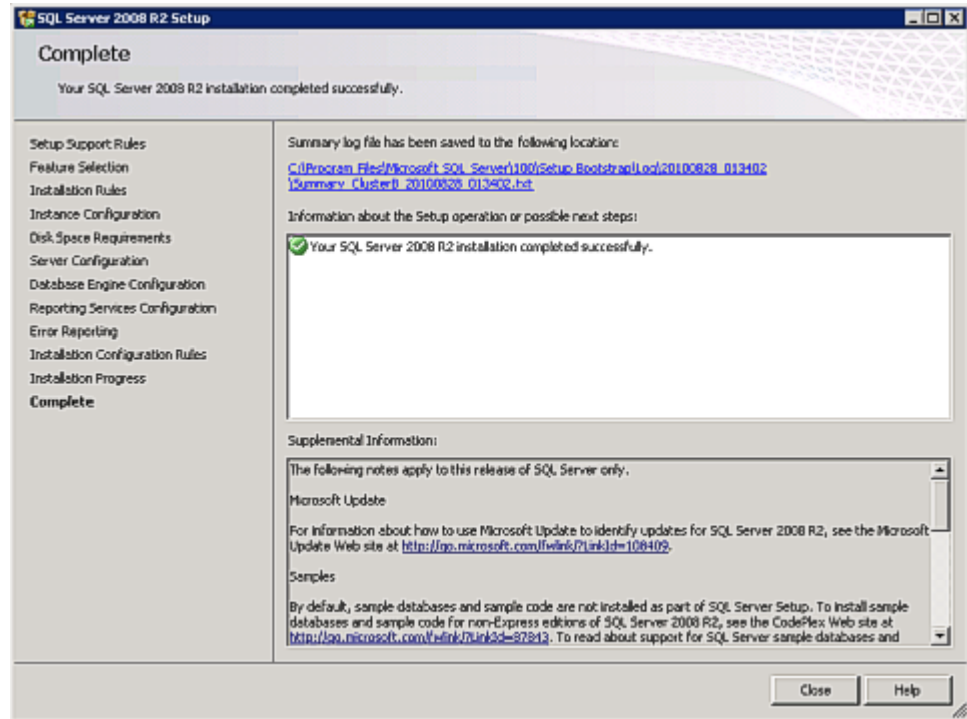 SQL Server 2008 R2 Setup
Complete
Your SQL Server 2008 R2 installation completed successfully.
Setup Support Rules
Feature Selection
Installation Rules
Instance Configuration
Disk Space Requirements
Server Configuration
Database Engine Configuration
Reporting Services Configuration
Error Reporting
Installation Configuration Rules
Installation Progress
Complete
Summary log file has been saved to the following location:
C:\Program Files\Microsoft SQL Server\100\Setup Bootstrap\Log\20100828_013402
\Summary_ClusterB_20100828_013402.txt
Information about the Setup operation or possible next steps:
Your SQL Server 2008 R2 installation completed successfully.
Supplemental Information:
The following notes apply to this release of SQL Server only.
Microsoft Update
For information about how to use Microsoft Update to identify updates for SQL Server 2008 R2, see the Microsoft
Update Web site at http://go.microsoft.com/fwlink/?LinkId=108409.
Samples
By default, sample databases and sample code are not installed as part of SQL Server Setup. To install sample
databases and sample code for non-Express editions of SQL Server 2008 R2, see the CodePlex Web site at
http://go.microsoft.com/fwlink/?LinkId=87843. To read about support for SQL Server sample databases and
Close
Help